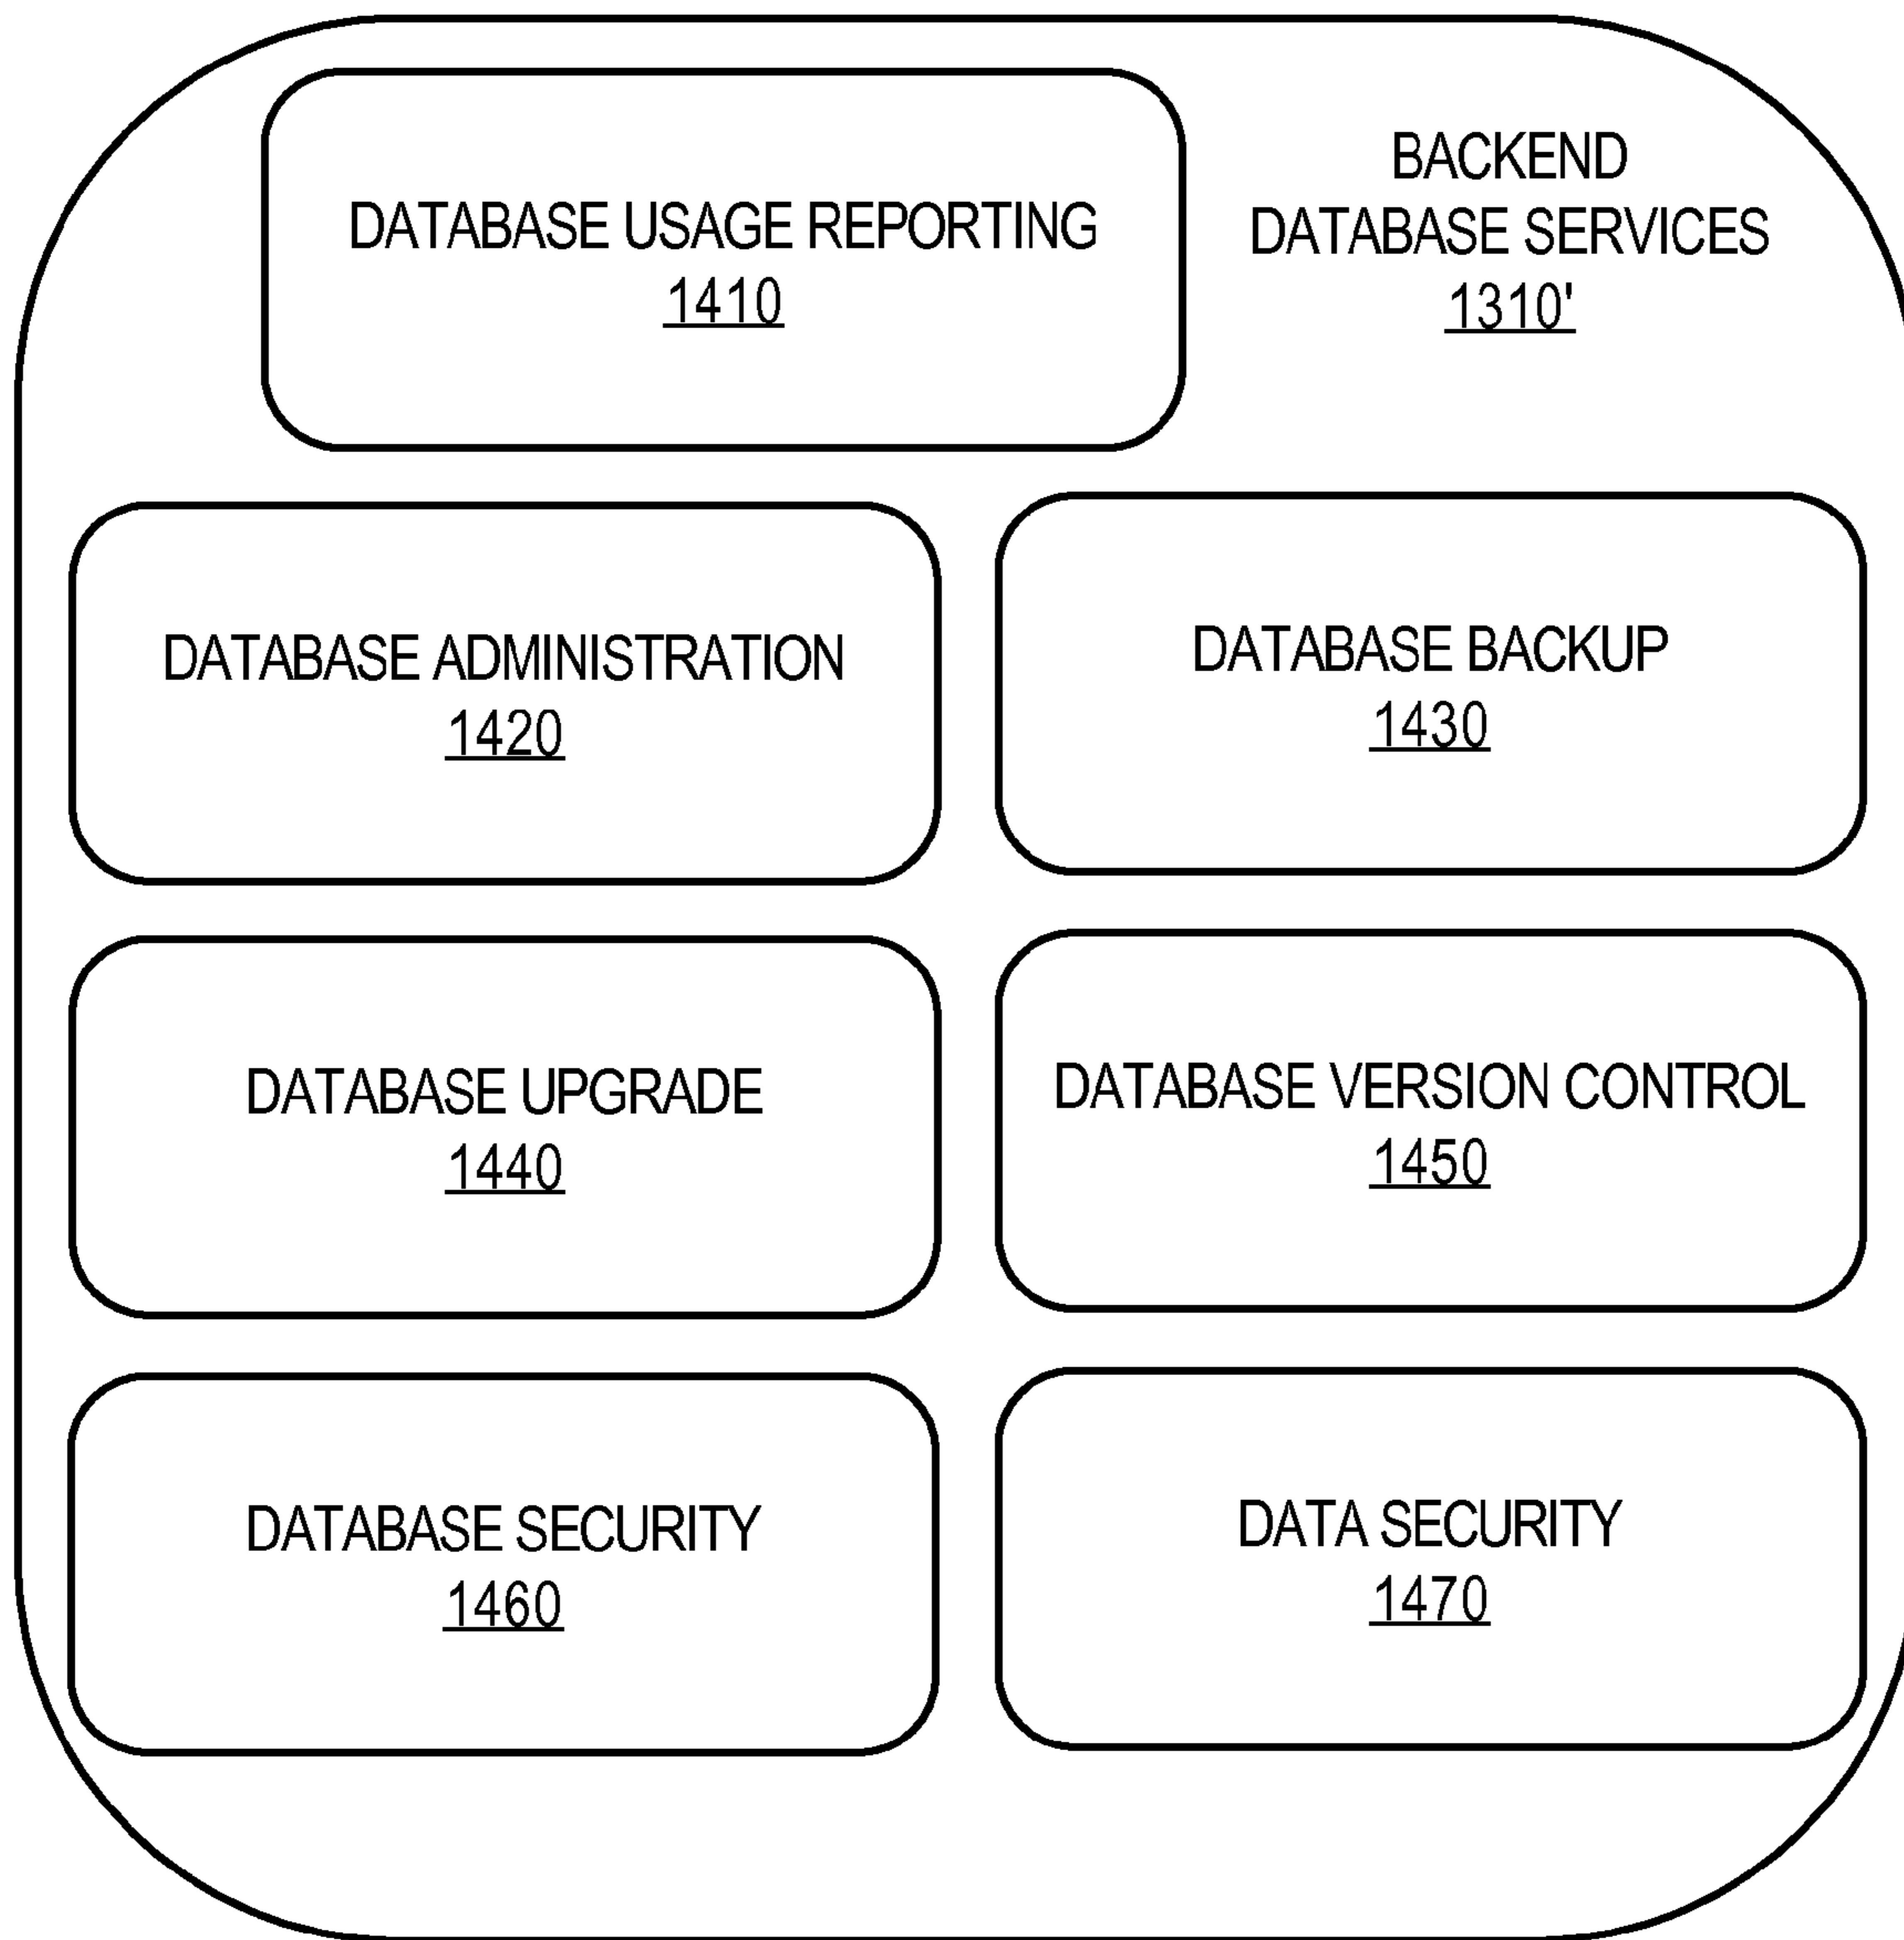 DATABASE USAGE REPORTING
1410
BACKEND
DATABASE SERVICES
1310'
DATABASE ADMINISTRATION
1420
DATABASE BACKUP
1430
DATABASE UPGRADE
1440
DATABASE VERSION CONTROL
1450
DATABASE SECURITY
1460
DATA SECURITY
1470